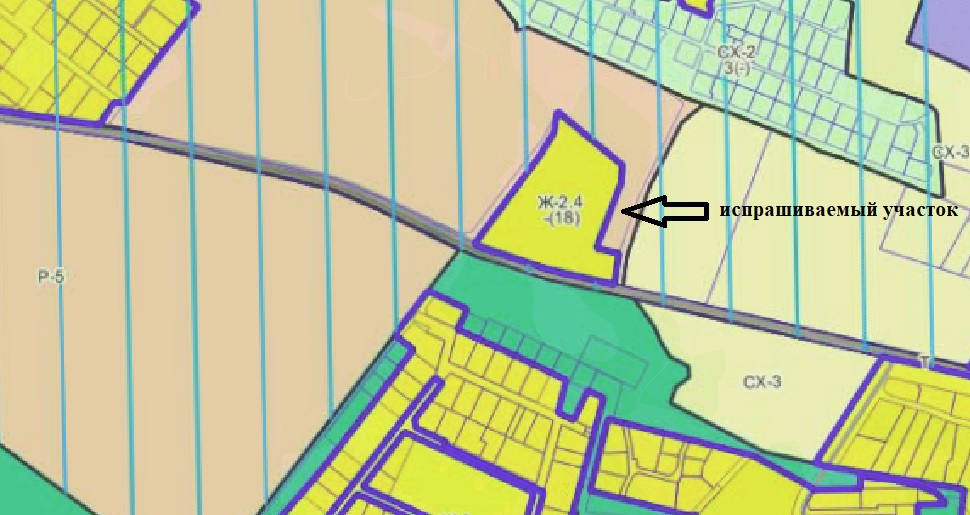 СХ-2
3(-)
СХ-3
Ж-2.4
-(18)
испрашиваемый участок
Р-5
Т
СХ-3